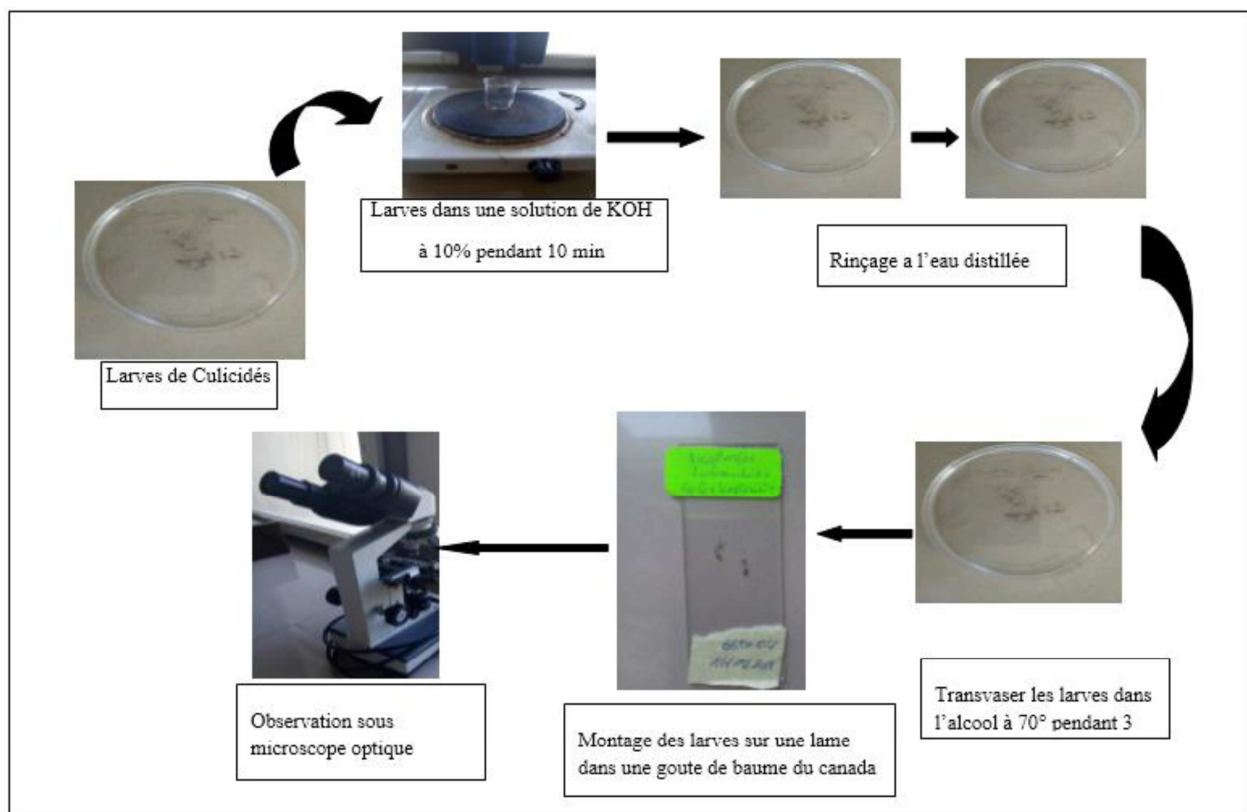 Larves de Culicidés
Larves dans une solution de KOH
à 10% pendant 10 min
Rinçage a l’eau distillée
Transvaser les larves dans
l’alcool à 70° pendant 3
Montage des larves sur une lame
dans une goute de baume du canada
Observation sous
microscope optique